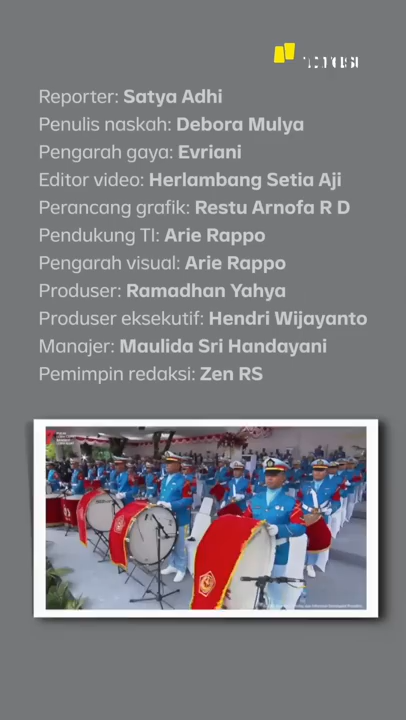 Reporter: Satya Adhi
Penulis naskah: Debora Mulya
Pengarah gaya: Evriani
Editor video: Herlambang Setia Aji
Perancang grafik: Restu Arnofa R D
Pendukung TI: Arie Rappo
Pengarah visual: Arie Rappo
Produser: Ramadhan Yahya
Produser eksekutif: Hendri Wijayanto
Manajer: Maulida Sri Handayani
Pemimpin redaksi: Zen RS